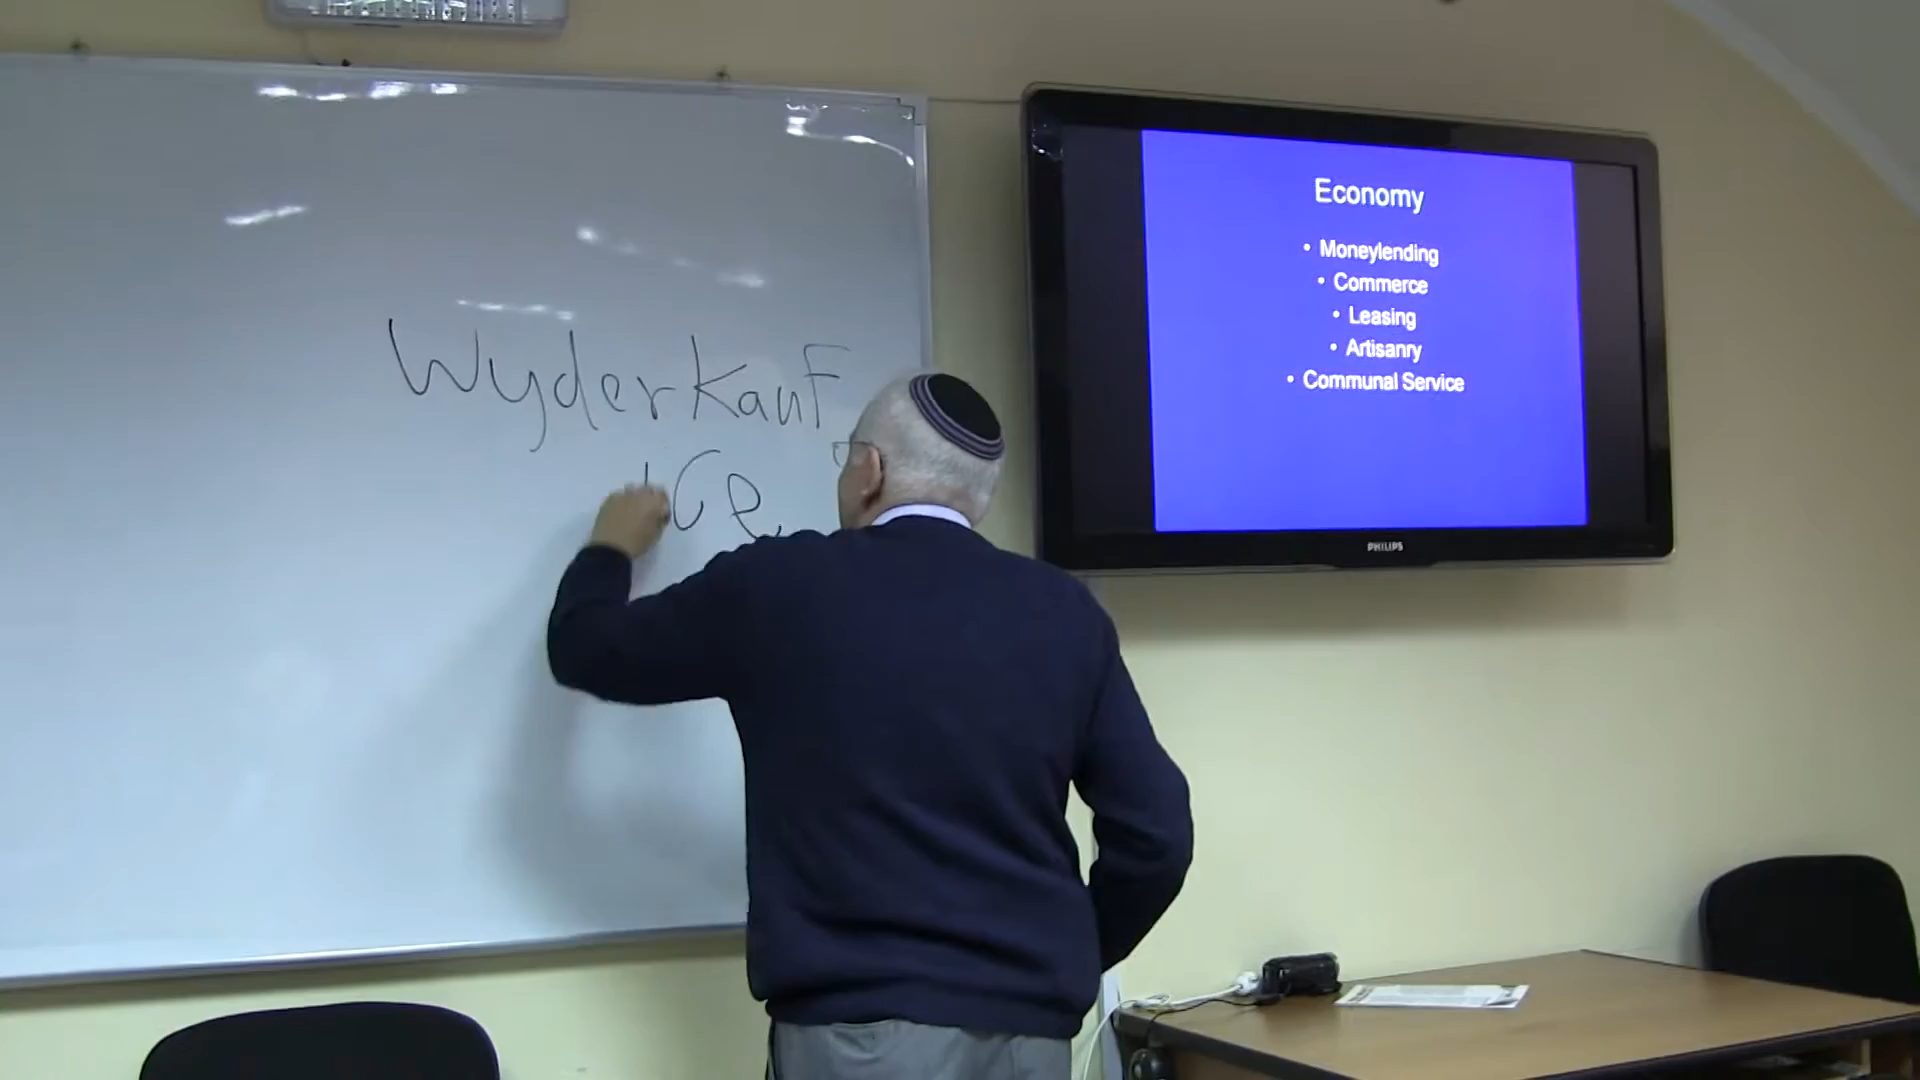 Wyderkauf
Economy
• Moneylending
• Commerce
• Leasing
• Artisanry
• Communal Service
PHILIPS